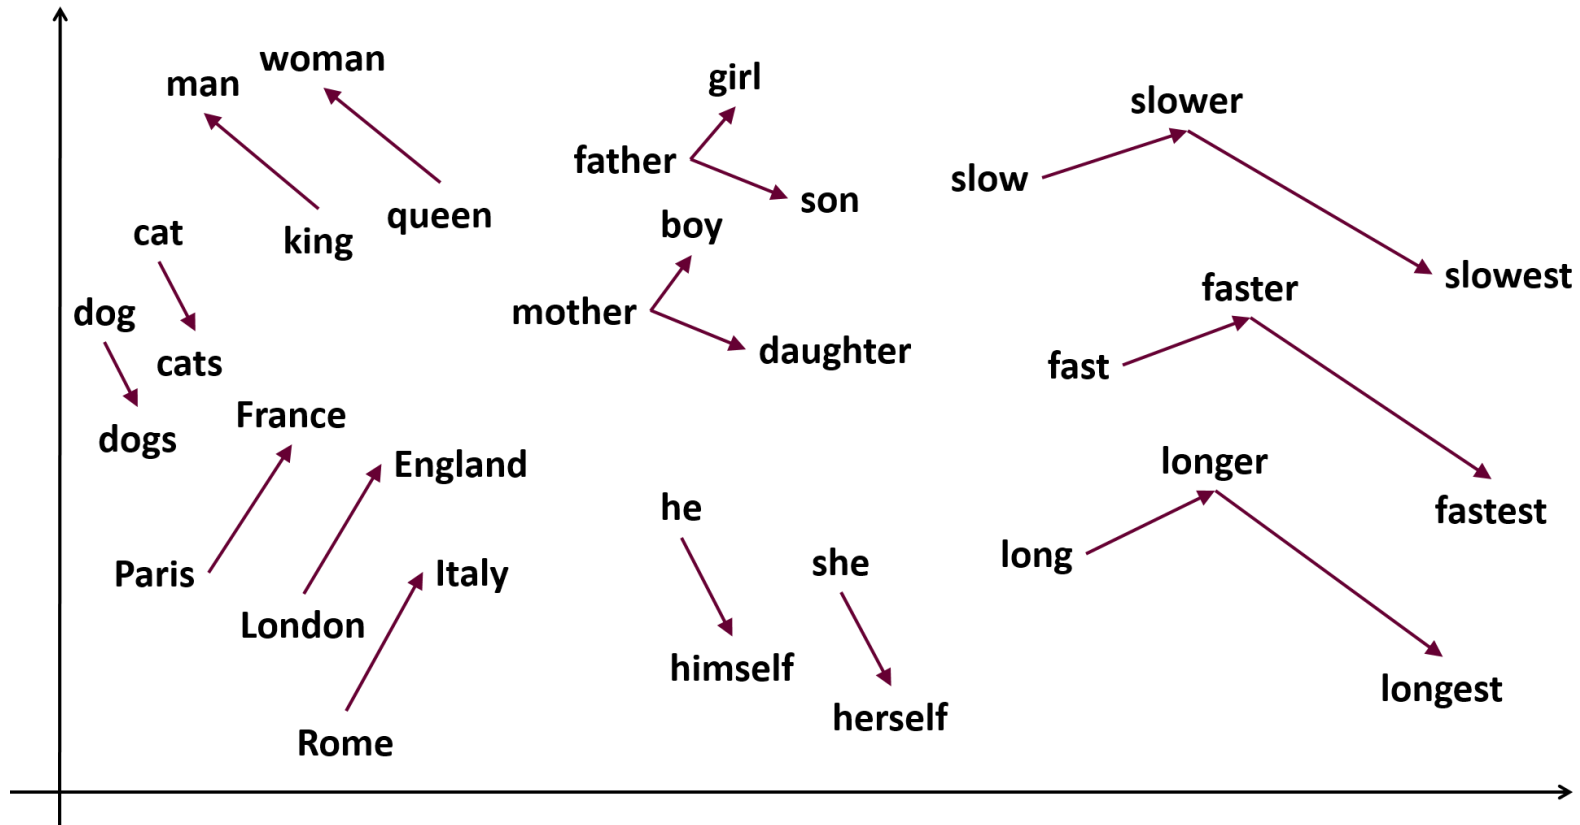 woman
man
girl
slower
father
slow
son
queen
boy
cat
king
slowest
faster
dog
mother
daughter
cats
fast
France
dogs
England
longer
he
fastest
long
she
Paris
Italy
London
himself
longest
herself
Rome